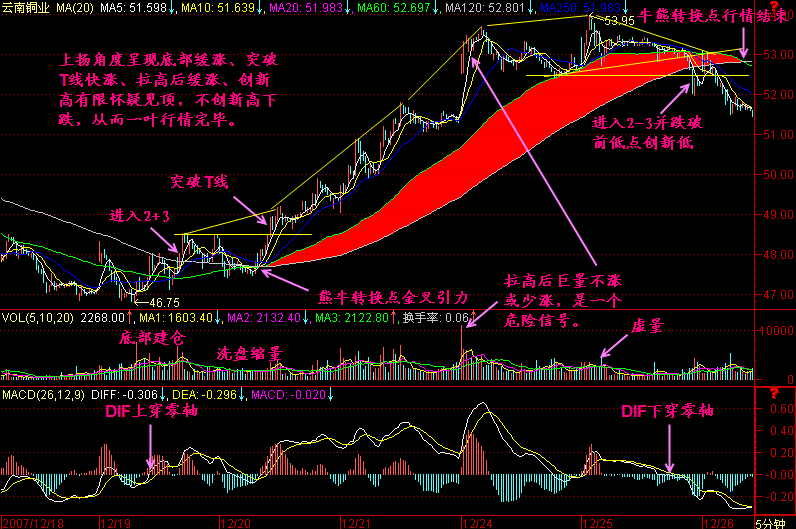 云南铜业 MA(20) MA5: 51.598↓, MA10: 51.639↓, MA20: 51.983↓, MA60: 52.697↓, MA120: 52.801↓, MA250: 51.983↓
53.95
牛熊转换点行情结束
上扬角度呈现底部缓涨、突破
T线快涨、拉高后缓涨、创新
高有限怀疑见顶,不创新高下
跌,从而一叶行情完毕。
53.00
52.00
51.00
50.00
49.00
48.00
47.00
进入2-3并跌破
前低点创新低
突破T线
进入2+3
熊牛转换点金叉引力
拉高后巨量不涨
或少涨,是一个
危险信号。
←46.75
VOL(5,10,20) 2268.00↑, MA1: 1603.40↓, MA2: 2132.40↓, MA3: 2122.80↑, 换手率: 0.06↑
底部建仓
洗盘缩量
虚量
40000
0
MACD(26,12,9) DIFF: -0.306↓, DEA: -0.296↓, MACD: -0.020↓
DIF上穿零轴
DIF下穿零轴
0.60
0.40
0.20
-0.00
-0.20
2007/12/18
12/19
12/20
12/21
12/24
12/25
12/26
5分钟